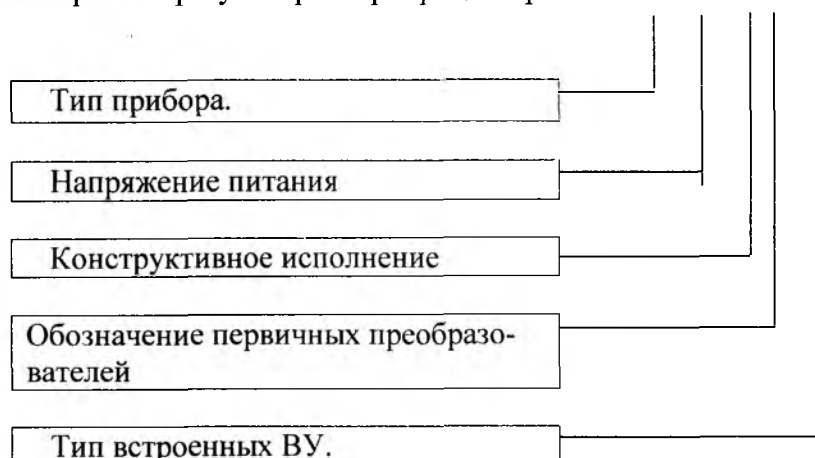 Тип прибора.
Напряжение питания
Конструктивное исполнение
Обозначение первичных преобразо-
вателей
Тип встроенных ВУ.